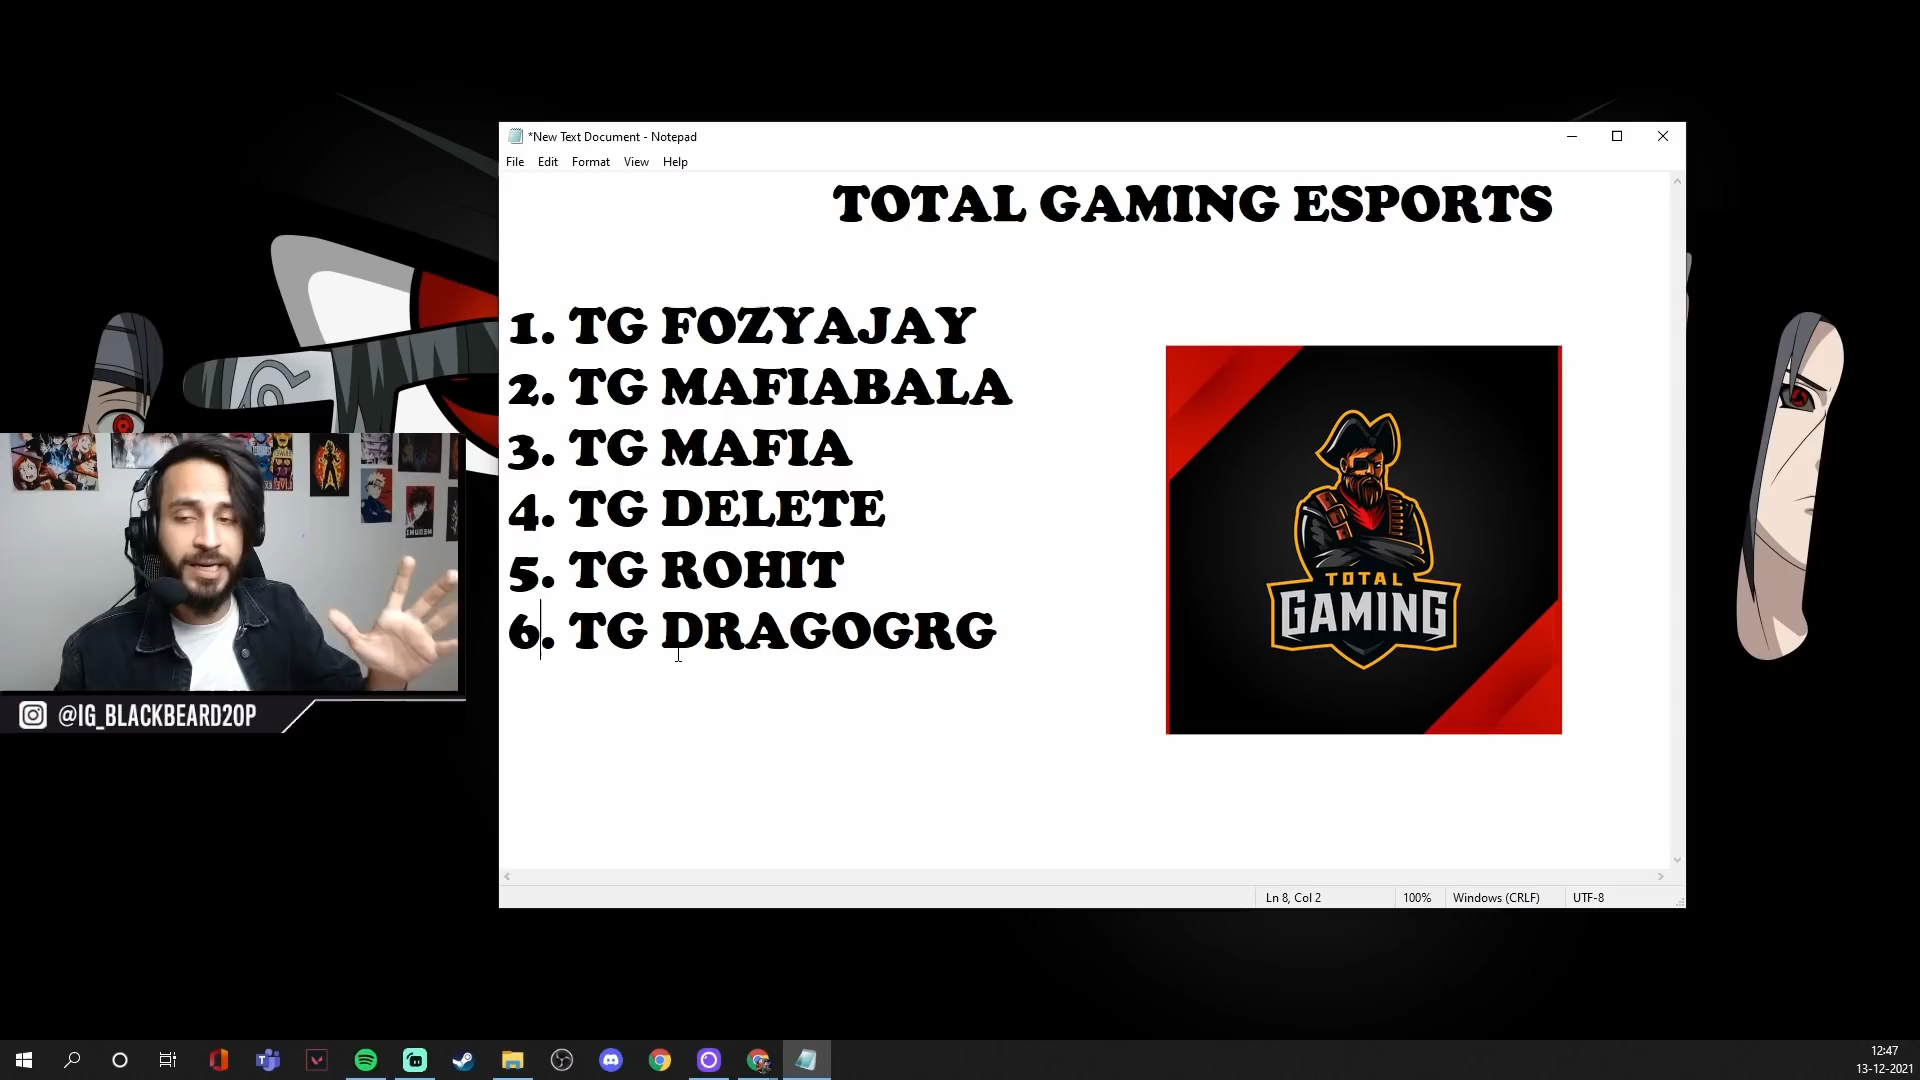 *New Text Document - Notepad
File Edit Format View Help
TOTAL GAMING ESPORTS
1. TG FOZYAJAY
2. TG MAFIABALA
3. TG MAFIA
4. TG DELETE
5. TG ROHIT
6. TG DRAGOGRG
TOTAL
GAMING
@IG_BLACKBEARD20P
Ln 8, Col 2 100% Windows (CRLF) UTF-8
12:47
13-12-2021